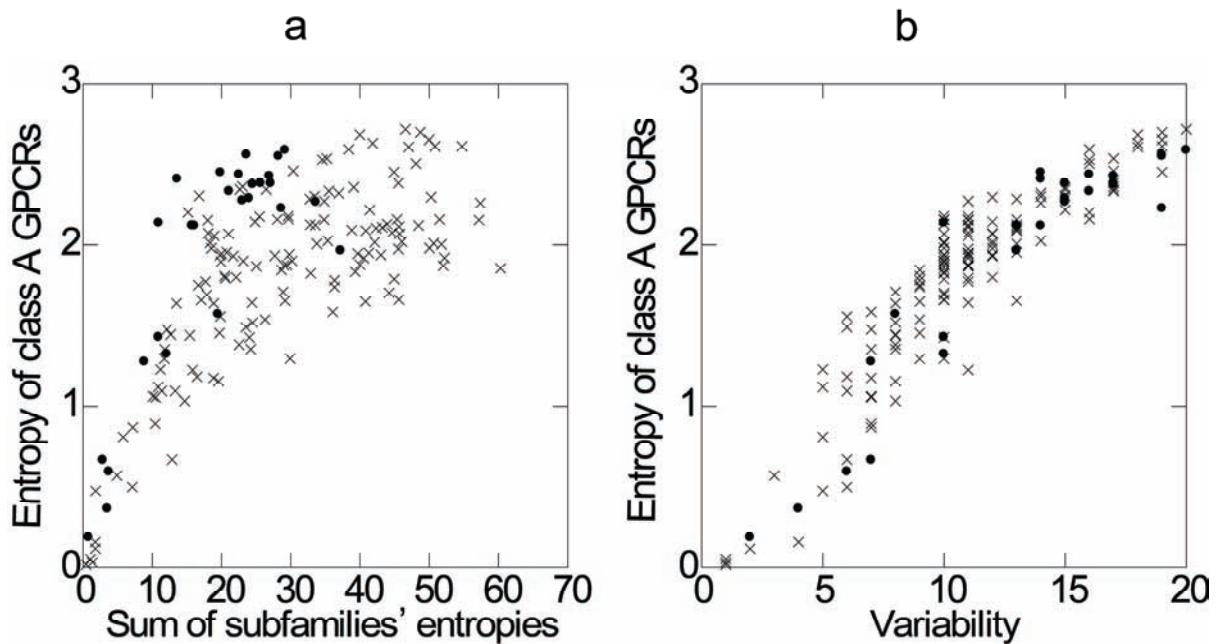 a
b
Entropy of class A GPCRs
3
2
1
0
0 10 20 30 40 50 60 70
Sum of subfamilies’ entropies
Entropy of class A GPCRs
3
2
1
0
0 5 10 15 20
Variability